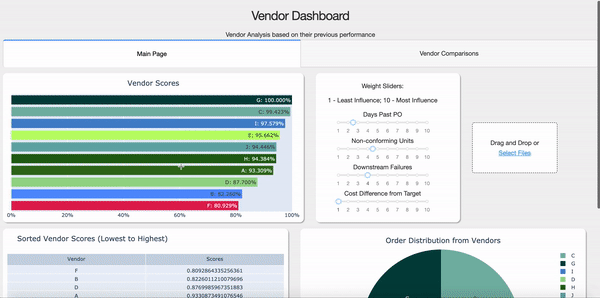 Vendor Dashboard
Vendor Analysis based on their previous performance
Main Page
Vendor Comparisons
Vendor Scores
G: 100.000%
C: 99.423%
I: 97.579%
E: 95.662%
J: 94.446%
H: 94.384%
A: 93.309%
D: 87.700%
B: 82.260%
F: 80.929%
0% 20% 40% 60% 80% 100%
Weight Sliders:
1 - Least Influence; 10 - Most Influence
Days Past PO
1 2 3 4 5 6 7 8 9 10
Non-conforming Units
1 2 3 4 5 6 7 8 9 10
Downstream Failures
1 2 3 4 5 6 7 8 9 10
Cost Difference from Target
1 2 3 4 5 6 7 8 9 10
Drag and Drop or
Select Files
Sorted Vendor Scores (Lowest to Highest)
Vendor Scores
F 0.8092864335256361
B 0.822601121079696
D 0.8769985967351883
A 0.9330873491076546
Order Distribution from Vendors
C
G
I
D
H
J